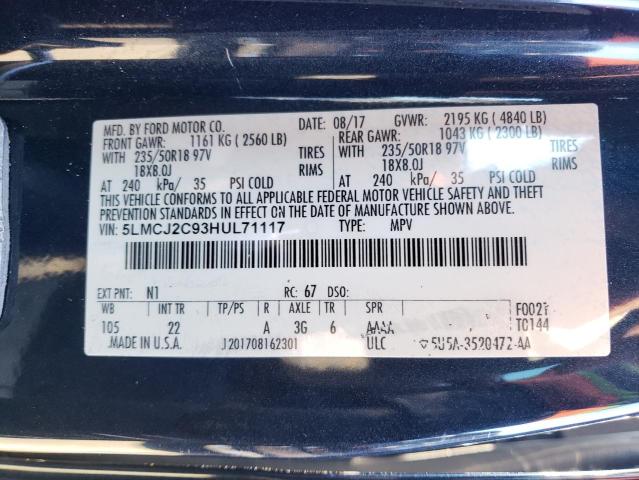 MFD. BY FORD MOTOR CO. DATE: 08/17 GVWR: 2195 KG ( 4840 LB)
FRONT GAWR: 1161 KG ( 2560 LB) REAR GAWR: 1043 KG ( 2300 LB)
WITH 235/50R18 97V TIRES WITH 235/50R18 97V TIRES
18X8.0J RIMS 18X8.0J RIMS
AT 240 kPa/ 35 PSI COLD AT 240 kPa/ 35 PSI COLD
THIS VEHICLE CONFORMS TO ALL APPLICABLE FEDERAL MOTOR VEHICLE SAFETY AND THEFT
PREVENTION STANDARDS IN EFFECT ON THE DATE OF MANUFACTURE SHOWN ABOVE.
VIN: 5LMCJ2C93HUL71117 TYPE: MPV
EXT PNT: N1 RC: 67 DSO:
WB INT TR TP/PS R AXLE TR SPR F0021
105 22 A 3G 6 AAAA T0144
MADE IN U.S.A. J201708162301 ULC 5U5A-3520472-AA